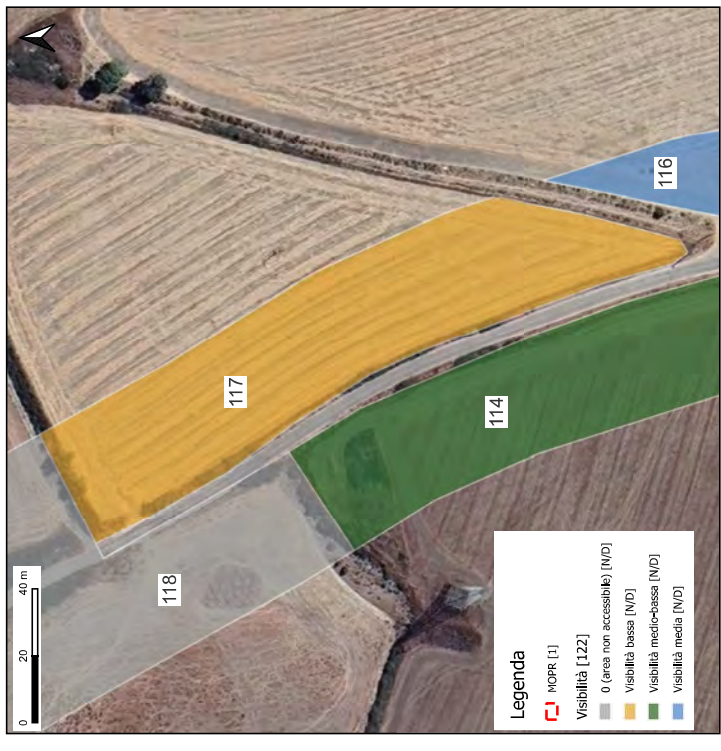 116
117
114
118
0 20 40 m
Legenda
MOPR [1]
Visibilità [122]
0 (area non accessibile) [N/D]
Visibilità bassa [N/D]
Visibilità medio-bassa [N/D]
Visibilità media [N/D]